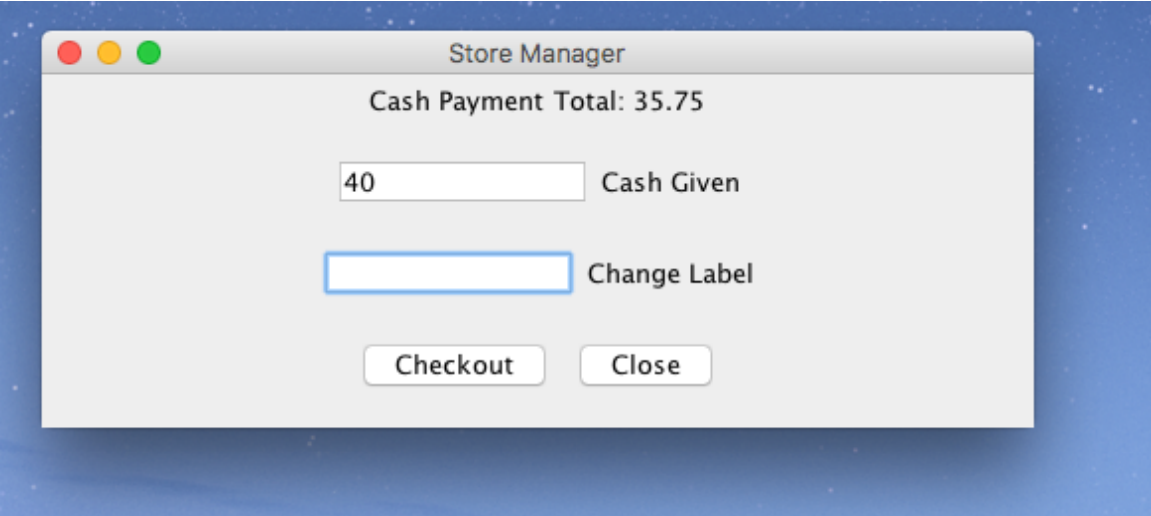 Store Manager
Cash Payment Total: 35.75
40 Cash Given
Change Label
Checkout Close